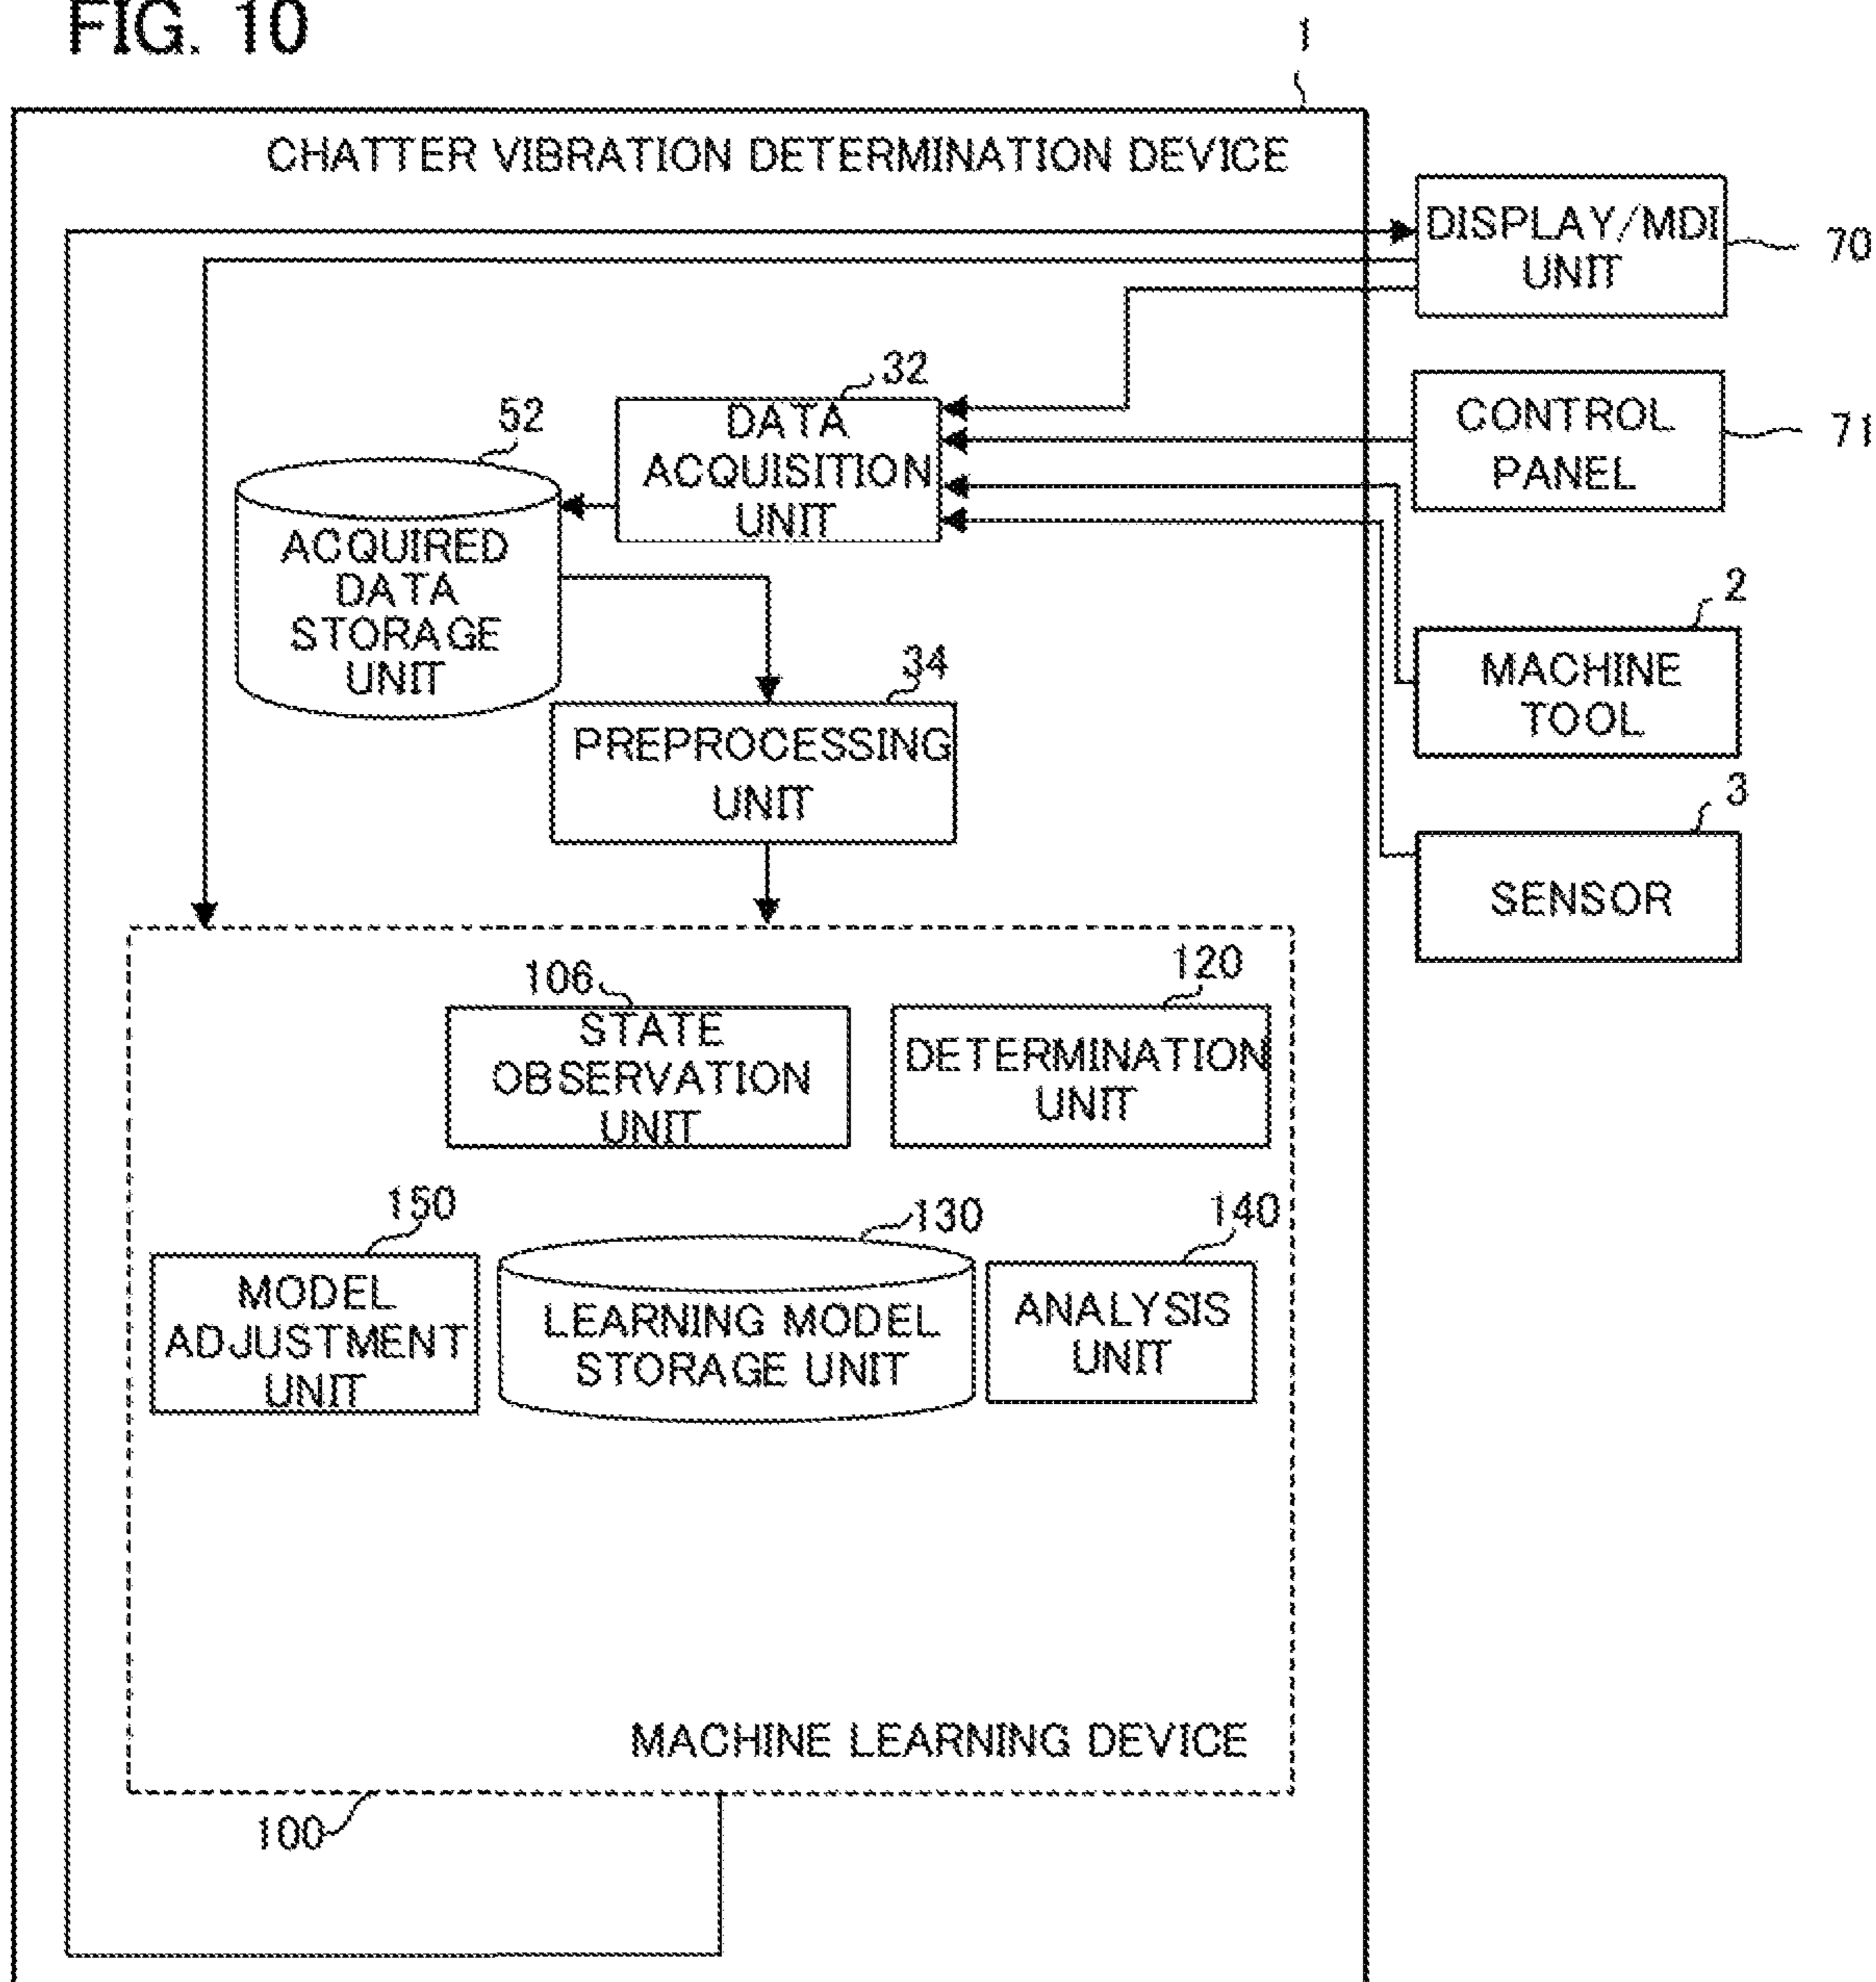 FIG. 10
1
CHATTER VIBRATION DETERMINATION DEVICE
DISPLAY/MDI
UNIT
70
32
DATA
ACQUISITION
UNIT
CONTROL
PANEL
71
52
ACQUIRED
DATA
STORAGE
UNIT
2
MACHINE
TOOL
34
PREPROCESSING
UNIT
3
SENSOR
106
STATE
OBSERVATION
UNIT
120
DETERMINATION
UNIT
150
MODEL
ADJUSTMENT
UNIT
130
LEARNING MODEL
STORAGE UNIT
140
ANALYSIS
UNIT
MACHINE LEARNING DEVICE
100